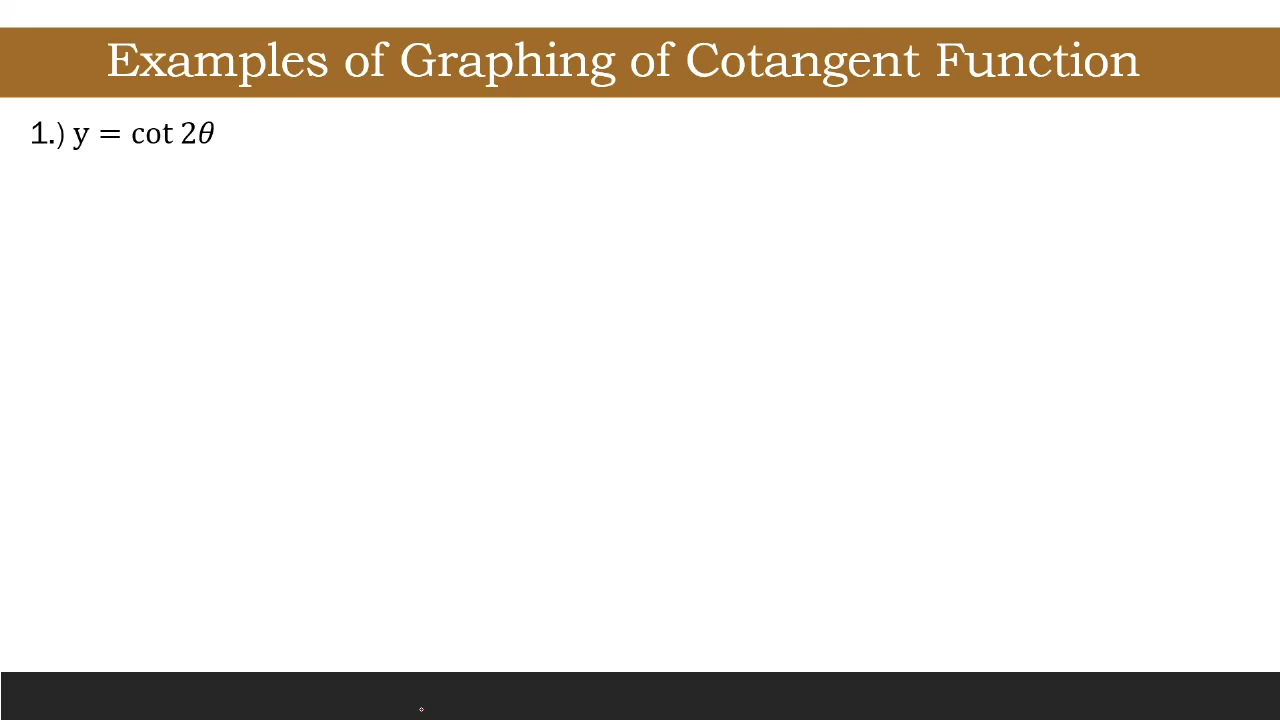 Examples of Graphing of Cotangent Function
1.) y = cot 2𝜃